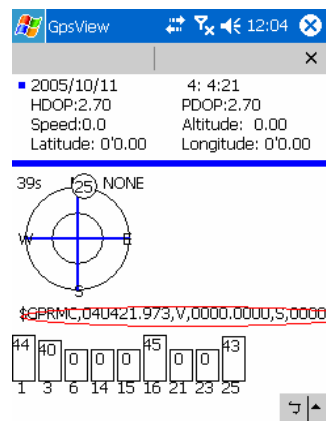 GpsView 12:04
2005/10/11 4: 4:21
HDOP:2.70 PDOP:2.70
Speed:0.0 Altitude: 0.00
Latitude: 0'0.00 Longitude: 0'0.00
39s 25 NONE
W E
S
$GPRMC,040421.973,V,0000.0000,S,0000
44 40 0 0 0 45 0 0 43
1 3 6 14 15 16 21 23 25